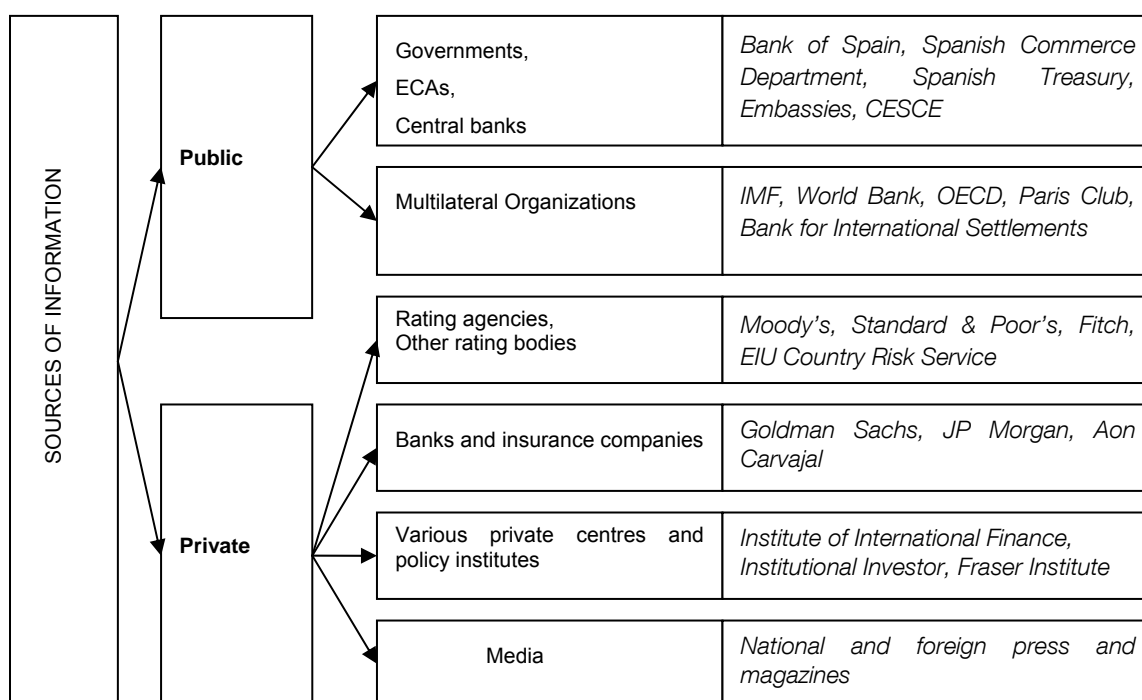 SOURCES OF INFORMATION
Public
Governments,
ECAs,
Central banks
Bank of Spain, Spanish Commerce
Department, Spanish Treasury,
Embassies, CESCE
Multilateral Organizations
IMF, World Bank, OECD, Paris Club,
Bank for International Settlements
Private
Rating agencies,
Other rating bodies
Moody's, Standard & Poor's, Fitch,
EIU Country Risk Service
Banks and insurance companies
Goldman Sachs, JP Morgan, Aon
Carvajal
Various private centres and
policy institutes
Institute of International Finance,
Institutional Investor, Fraser Institute
Media
National and foreign press and
magazines